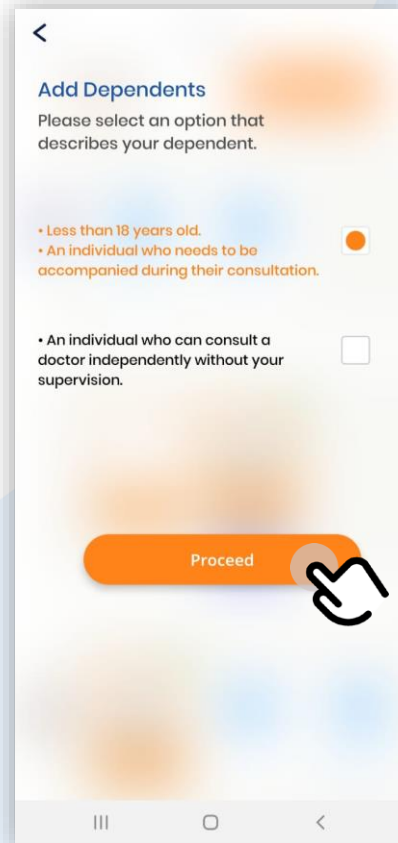 Add Dependents
Please select an option that
describes your dependent.
• Less than 18 years old.
• An individual who needs to be
accompanied during their consultation.
• An individual who can consult a
doctor independently without your
supervision.
Proceed